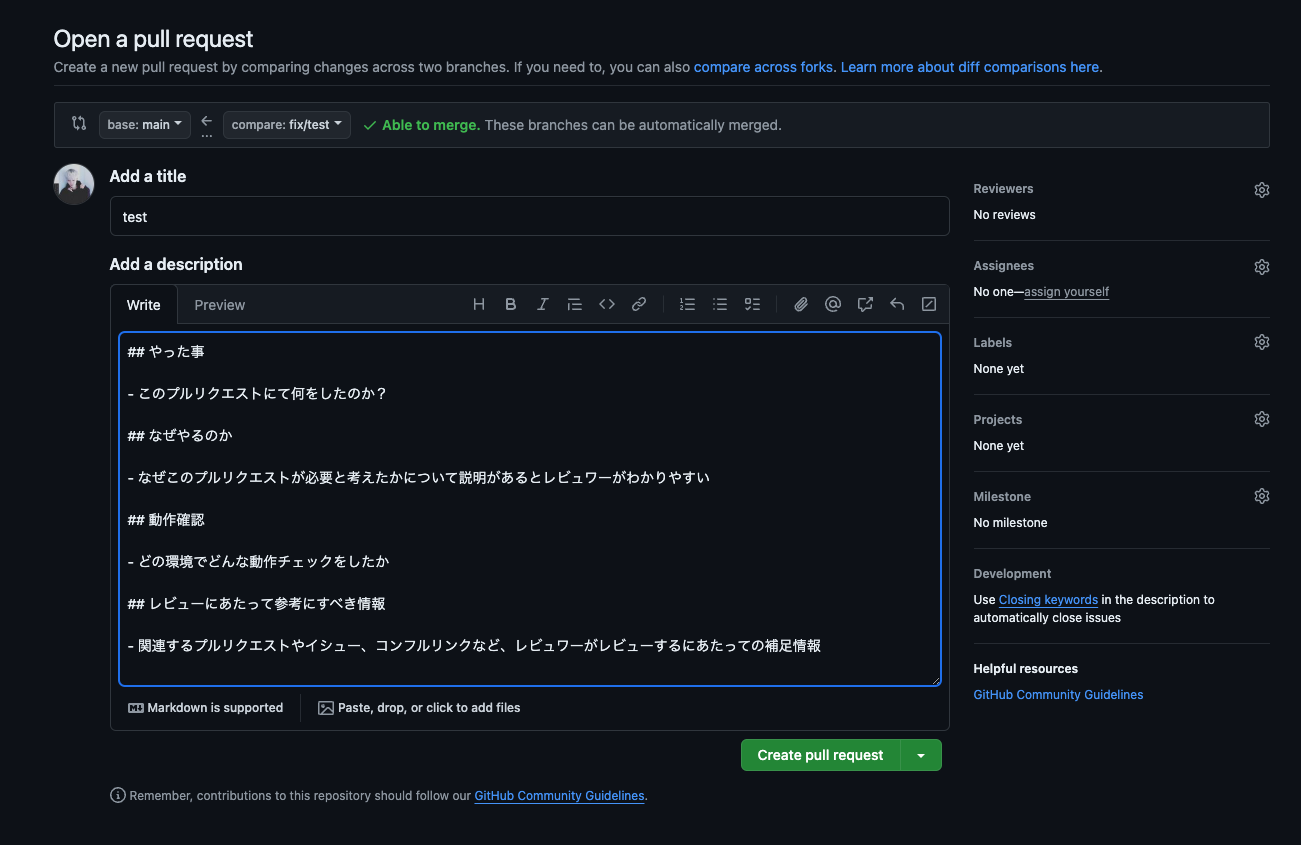 Open a pull request
Create a new pull request by comparing changes across two branches. If you need to, you can also compare across forks. Learn more about diff comparisons here.
base: main
compare: fix/test
Able to merge. These branches can be automatically merged.
Add a title
test
Add a description
Write
Preview
## やった事
- このプルリクエストにて何をしたのか？
## なぜやるのか
- なぜこのプルリクエストが必要と考えたかについて説明があるとレビュワーがわかりやすい
## 動作確認
- どの環境でどんな動作チェックをしたか
## レビューにあたって参考にすべき情報
- 関連するプルリクエストやイシュー、コンフルリンクなど、レビュワーがレビューするにあたっての補足情報
Markdown is supported
Paste, drop, or click to add files
Create pull request
Remember, contributions to this repository should follow our GitHub Community Guidelines.
Reviewers
No reviews
Assignees
No one—assign yourself
Labels
None yet
Projects
None yet
Milestone
No milestone
Development
Use Closing keywords in the description to
automatically close issues
Helpful resources
GitHub Community Guidelines